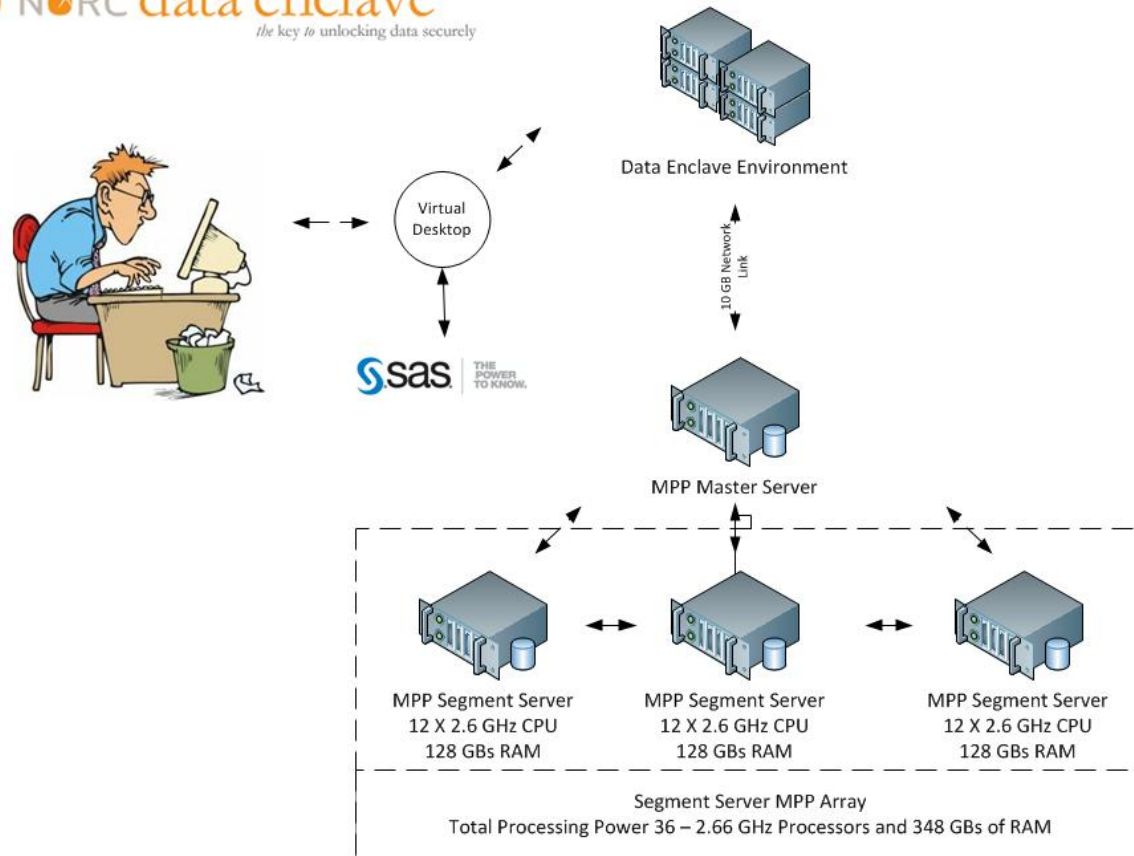 NORC data enclave
the key to unlocking data securely
Data Enclave Environment
Virtual
Desktop
10 GB Network
Link
sas
THE
POWER
TO KNOW.
MPP Master Server
MPP Segment Server
12 X 2.6 GHz CPU
128 GBs RAM
MPP Segment Server
12 X 2.6 GHz CPU
128 GBs RAM
MPP Segment Server
12 X 2.6 GHz CPU
128 GBs RAM
Segment Server MPP Array
Total Processing Power 36 – 2.66 GHz Processors and 348 GBs of RAM